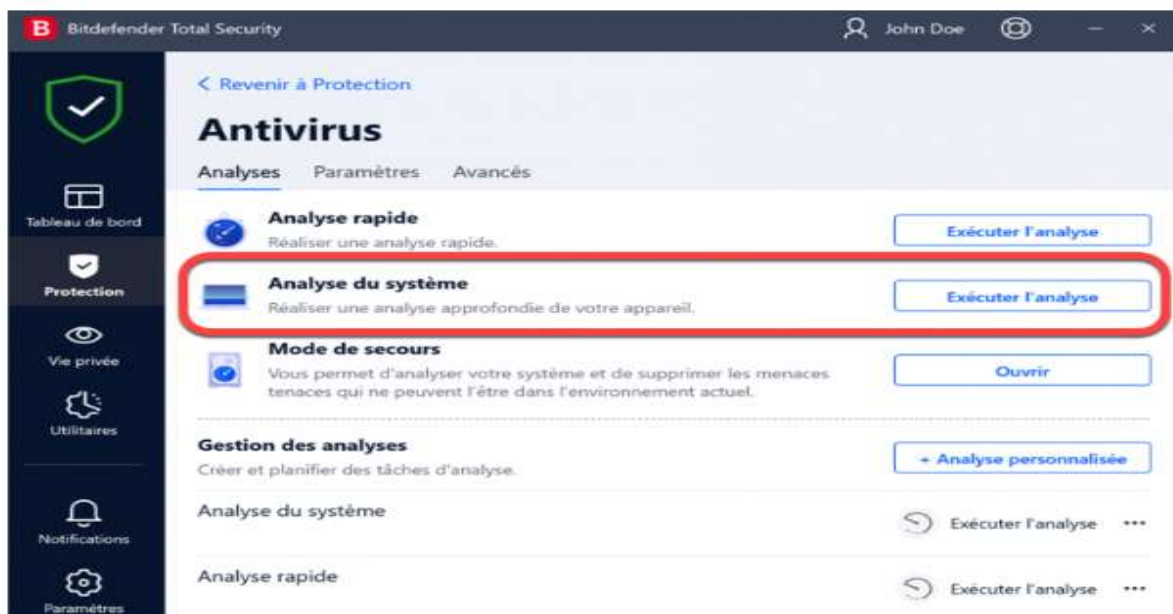 B Bitdefender Total Security
John Doe
Revenir à Protection
Antivirus
Analyses Paramètres Avancés
Tableau de bord
Protection
Vie privée
Utilitaires
Notifications
Paramètres
Analyse rapide
Réaliser une analyse rapide.
Exécuter l'analyse
Analyse du système
Réaliser une analyse approfondie de votre appareil.
Exécuter l'analyse
Mode de secours
Vous permet d'analyser votre système et de supprimer les menaces
tenaces qui ne peuvent l'être dans l'environnement actuel.
Ouvrir
Gestion des analyses
Créer et planifier des tâches d'analyse.
+ Analyse personnalisée
Analyse du système
Exécuter l'analyse
Analyse rapide
Exécuter l'analyse